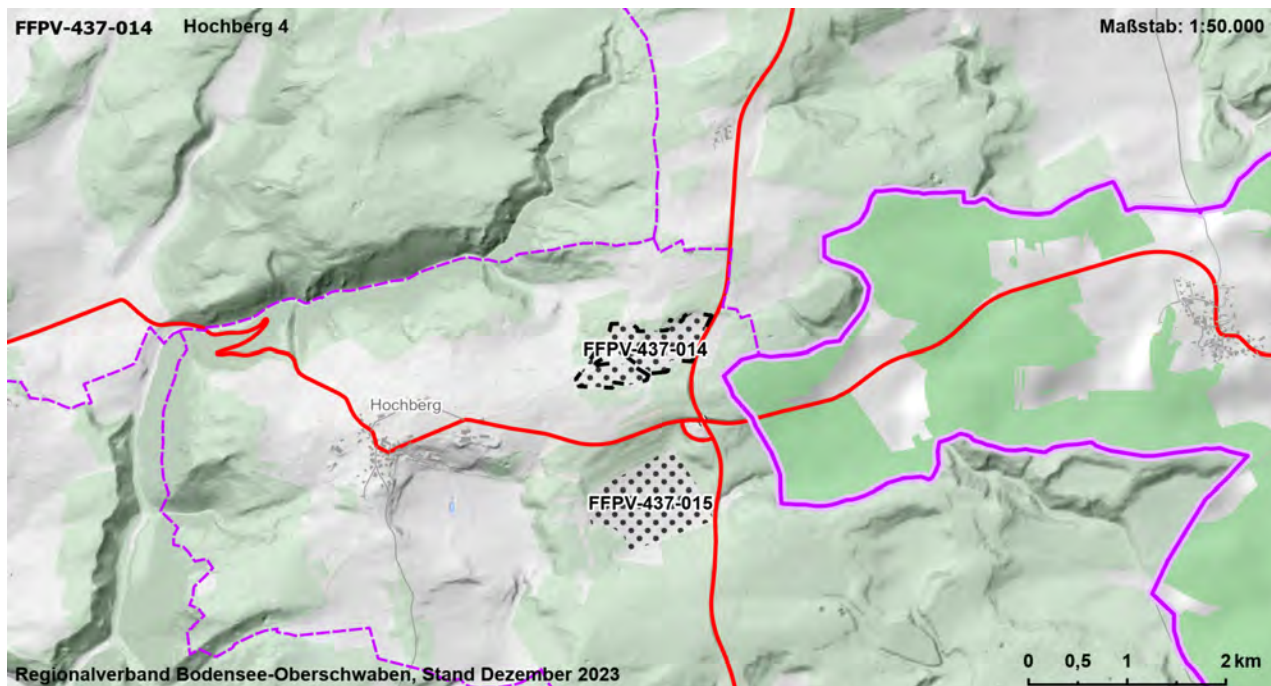 FFPV-437-014 Hochberg 4
Maßstab: 1:50.000
FFPV-437-014
Hochberg
FFPV-437-015
Regionalverband Bodensee-Oberschwaben, Stand Dezember 2023
0 0,5 1 2 km